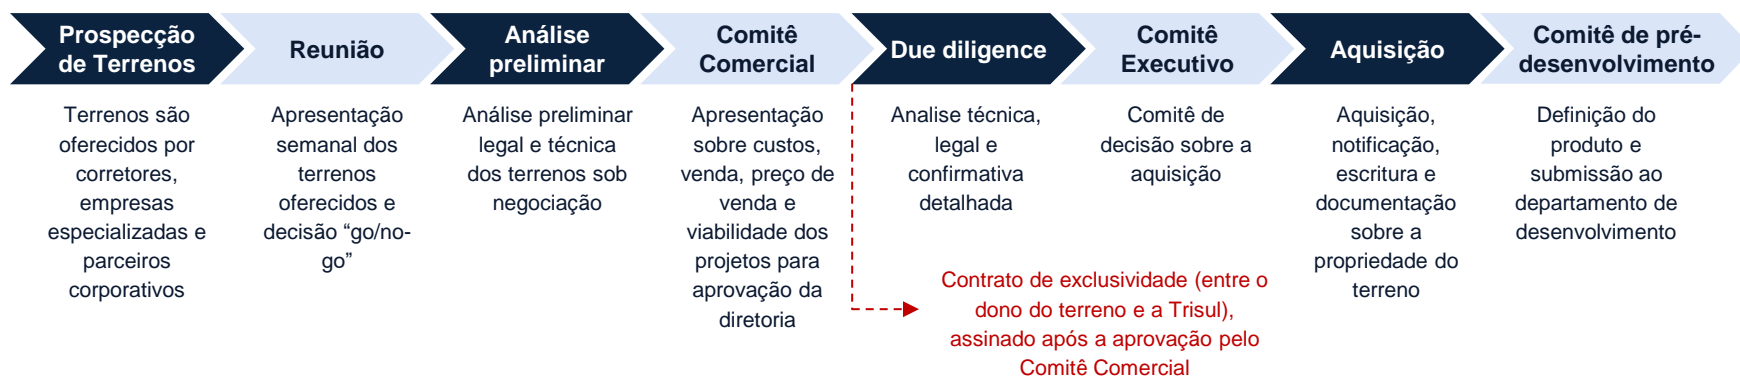 Prospecção
de Terrenos
Reunião
Análise
preliminar
Comitê
Comercial
Due diligence
Comitê
Executivo
Aquisição
Comitê de pré-
desenvolvimento
Terrenos são
oferecidos por
corretores,
empresas
especializadas e
parceiros
corporativos
Apresentação
semanal dos
terrenos
oferecidos e
decisão “go/no-
go”
Análise preliminar
legal e técnica
dos terrenos sob
negociação
Apresentação
sobre custos,
venda, preço de
venda e
viabilidade dos
projetos para
aprovação da
diretoria
Analise técnica,
legal e
confirmativa
detalhada
Comitê de
decisão sobre a
aquisição
Aquisição,
notificação,
escritura e
documentação
sobre a
propriedade do
terreno
Definição do
produto e
submissão ao
departamento de
desenvolvimento
Contrato de exclusividade (entre o
dono do terreno e a Trisul),
assinado após a aprovação pelo
Comitê Comercial